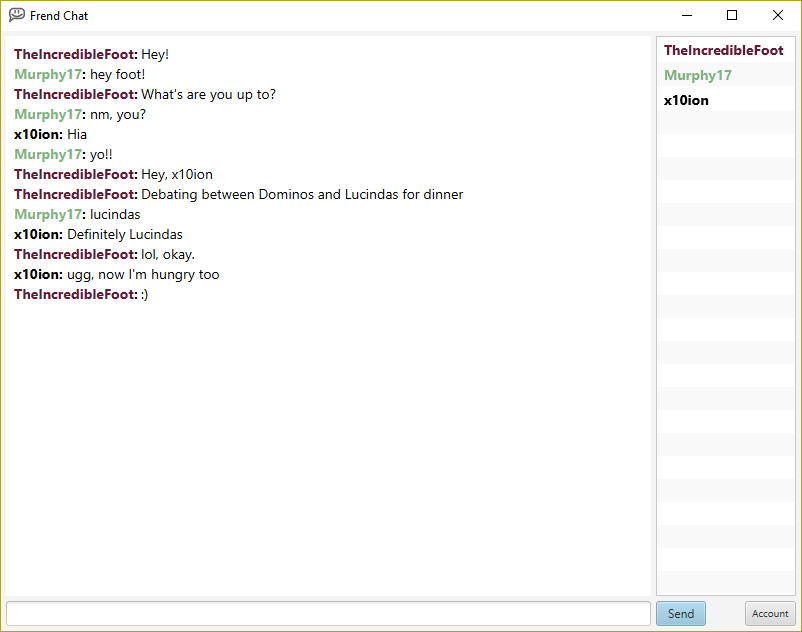 Frend Chat
TheIncredibleFoot: Hey!
Murphy17: hey foot!
TheIncredibleFoot: What's are you up to?
Murphy17: nm, you?
x10ion: Hia
Murphy17: yo!!
TheIncredibleFoot: Hey, x10ion
TheIncredibleFoot: Debating between Dominos and Lucindas for dinner
Murphy17: lucindas
x10ion: Definitely Lucindas
TheIncredibleFoot: lol, okay.
x10ion: ugg, now I'm hungry too
TheIncredibleFoot: :)
TheIncredibleFoot
Murphy17
x10ion
Send
Account